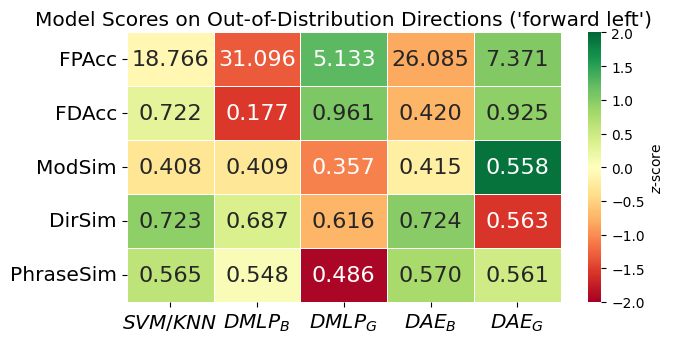 Model Scores on Out-of-Distribution Directions ('forward left')
FPAcc 18.766 31.096 5.133 26.085 7.371
FDAcc 0.722 0.177 0.961 0.420 0.925
ModSim 0.408 0.409 0.357 0.415 0.558
DirSim 0.723 0.687 0.616 0.724 0.563
PhraseSim 0.565 0.548 0.486 0.570 0.561
SVM/KNN DMLP_B DMLP_G DAE_B DAE_G
2.0
1.5
1.0
0.5
0.0
−0.5
−1.0
−1.5
−2.0
z-score